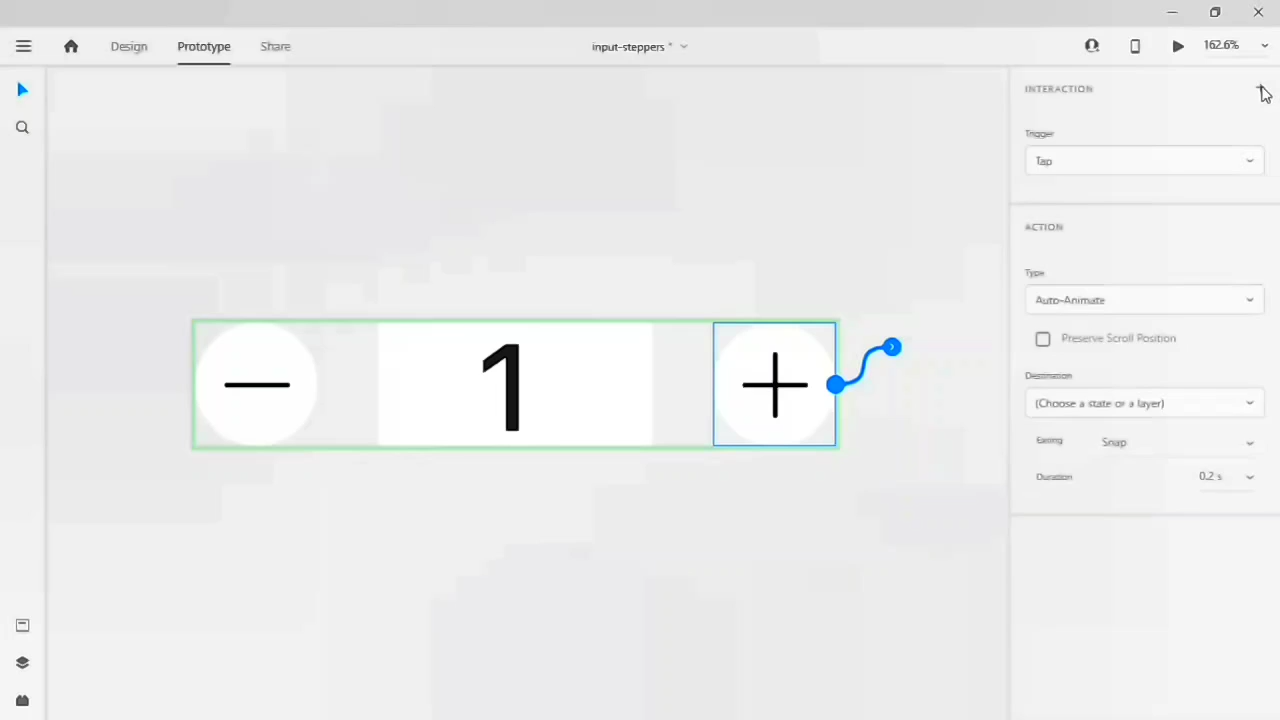 Design Prototype Share input-steppers * 162.6%
INTERACTION
Trigger
Tap
ACTION
Type
Auto-Animate
Preserve Scroll Position
Destination
(Choose a state or a layer)
Easing Snap
Duration 0.2 s
1